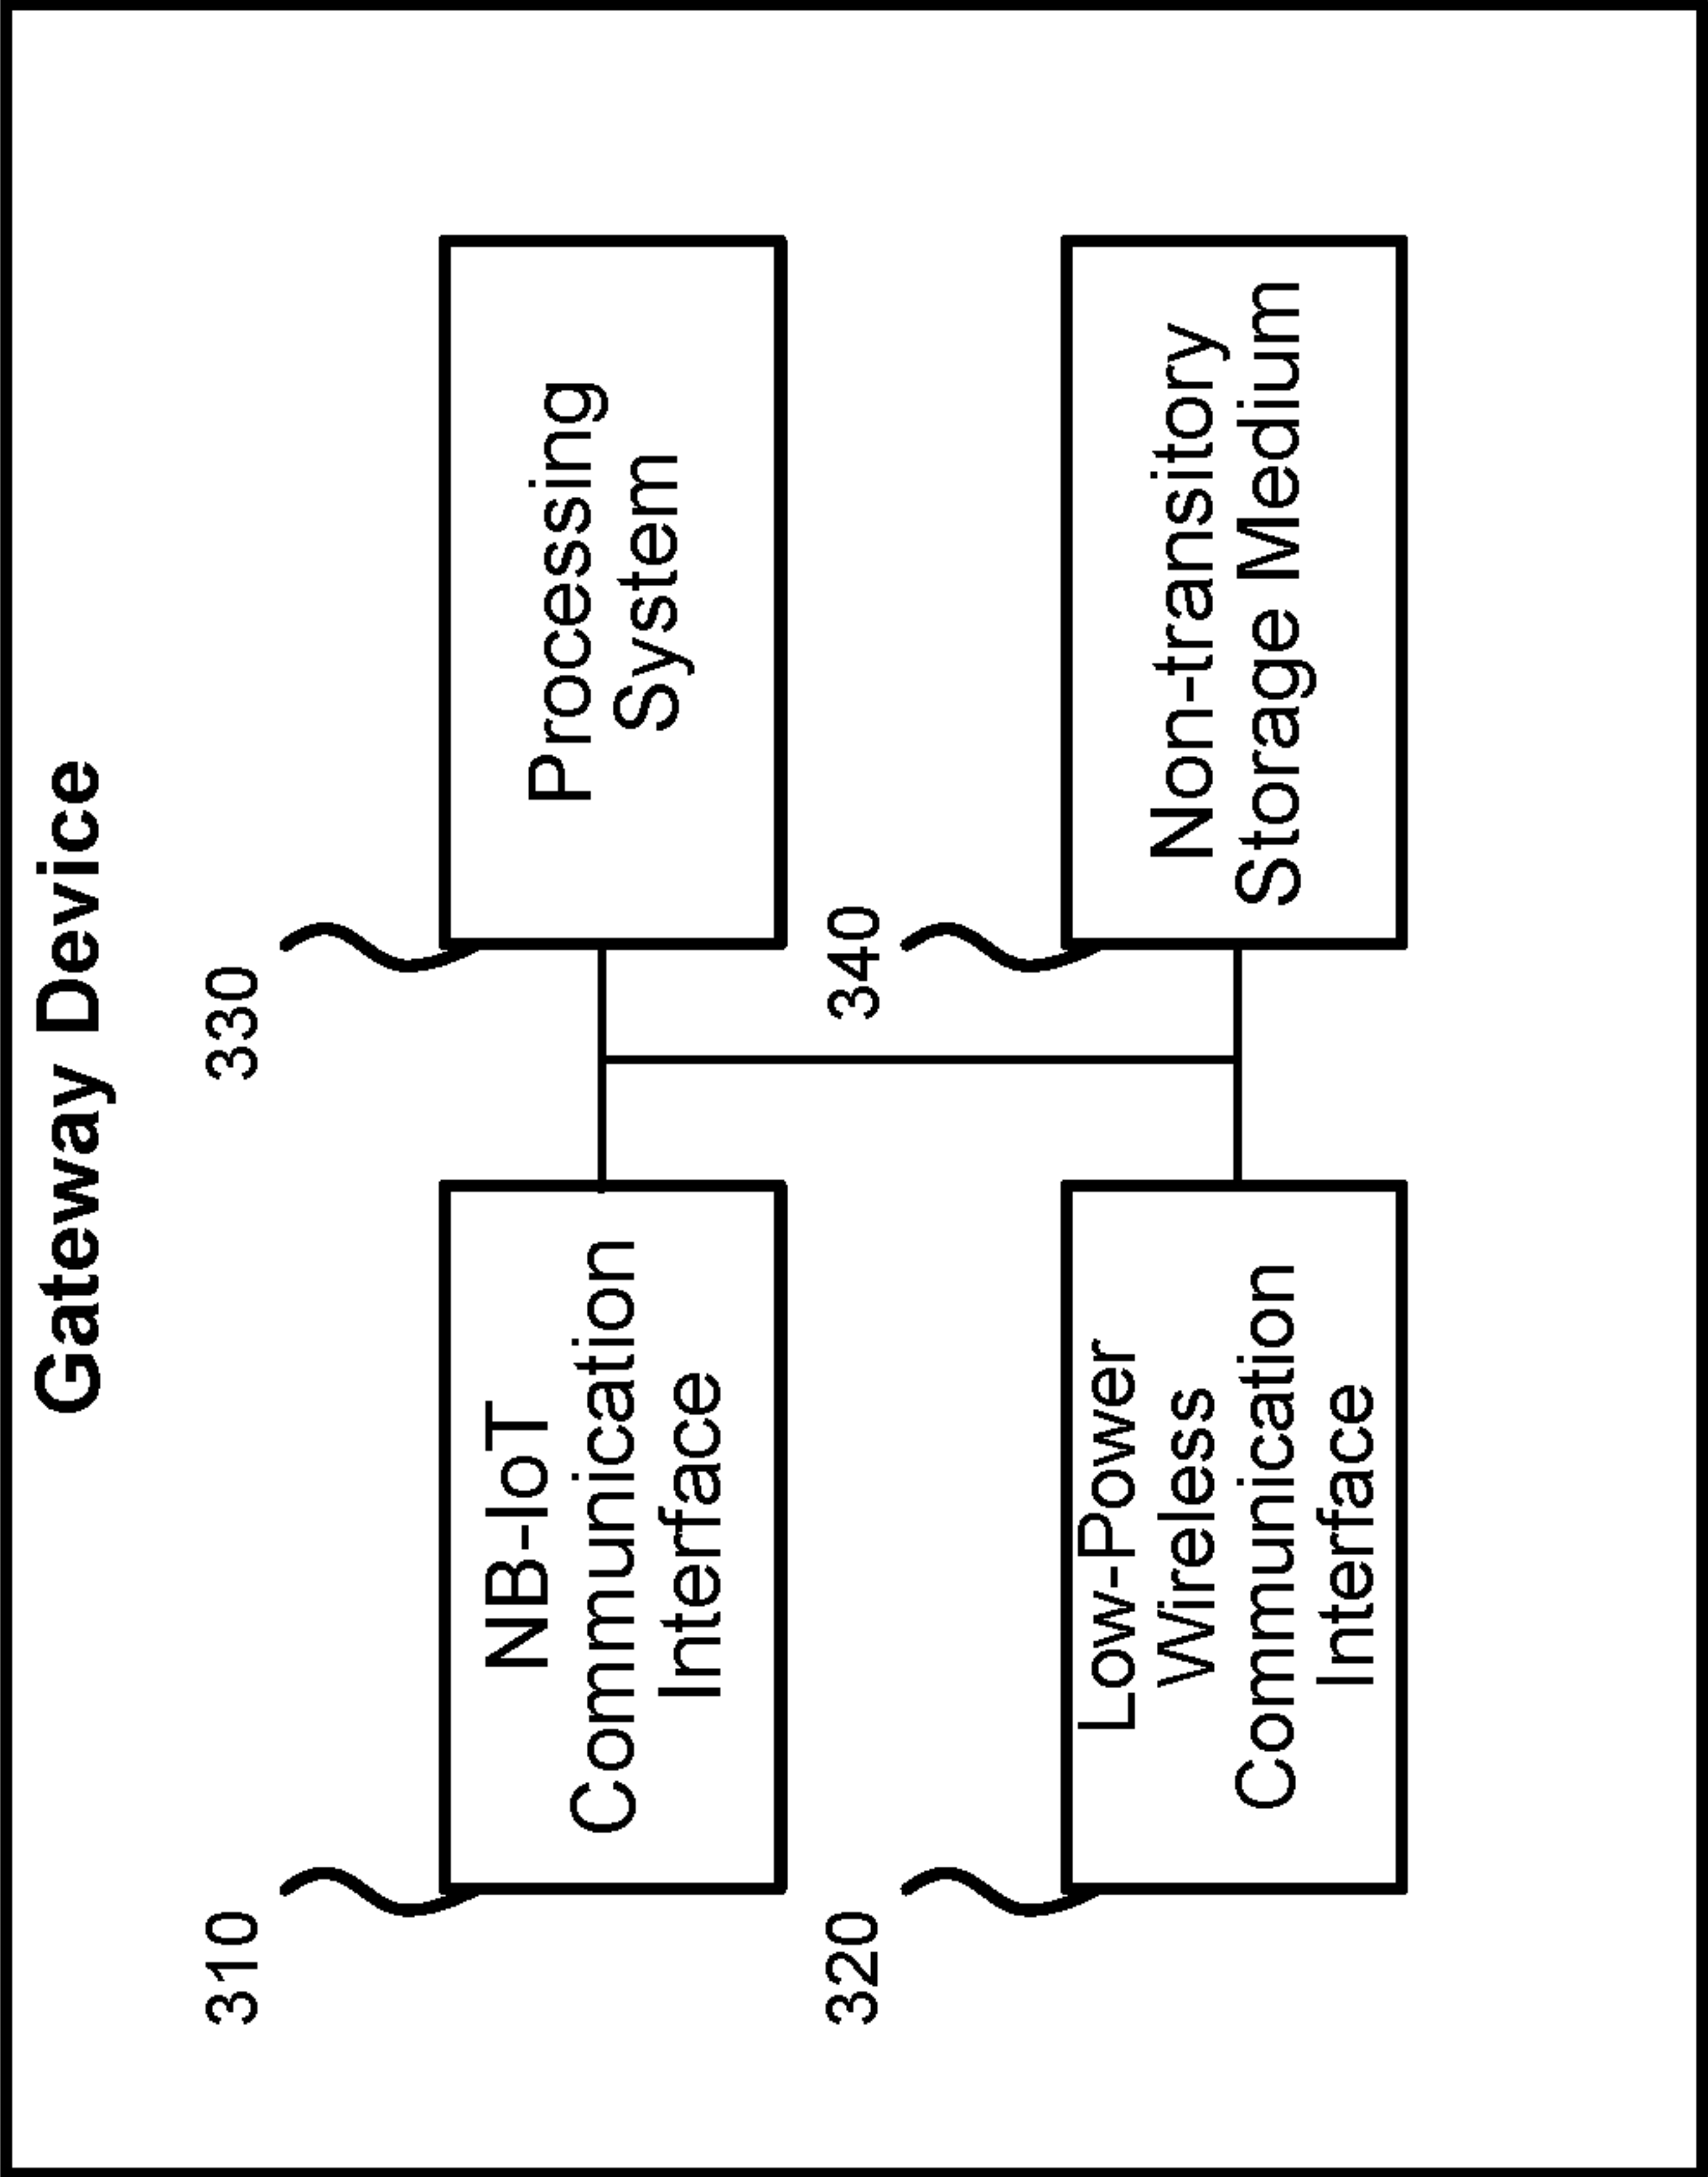 Gateway Device
310
NB-IoT
Communication
Interface
330
Processing
System
320
Low-Power
Wireless
Communication
Interface
340
Non-transitory
Storage Medium